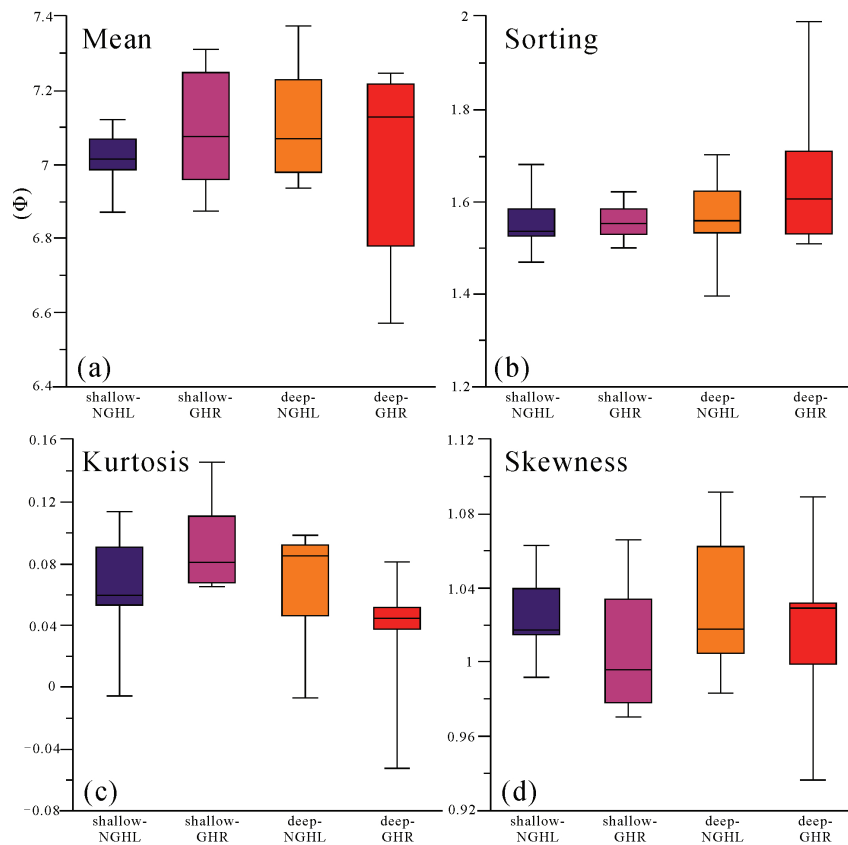 Mean
7.4
7.2
7
(Φ)
6.8
6.6
6.4
(a)
shallow-
NGHL
shallow-
GHR
deep-
NGHL
deep-
GHR
Sorting
2
1.8
1.6
1.4
1.2
(b)
shallow-
NGHL
shallow-
GHR
deep-
NGHL
deep-
GHR
Kurtosis
0.16
0.12
0.08
0.04
0
−0.04
−0.08
(c)
shallow-
NGHL
shallow-
GHR
deep-
NGHL
deep-
GHR
Skewness
1.12
1.08
1.04
1
0.96
0.92
(d)
shallow-
NGHL
shallow-
GHR
deep-
NGHL
deep-
GHR